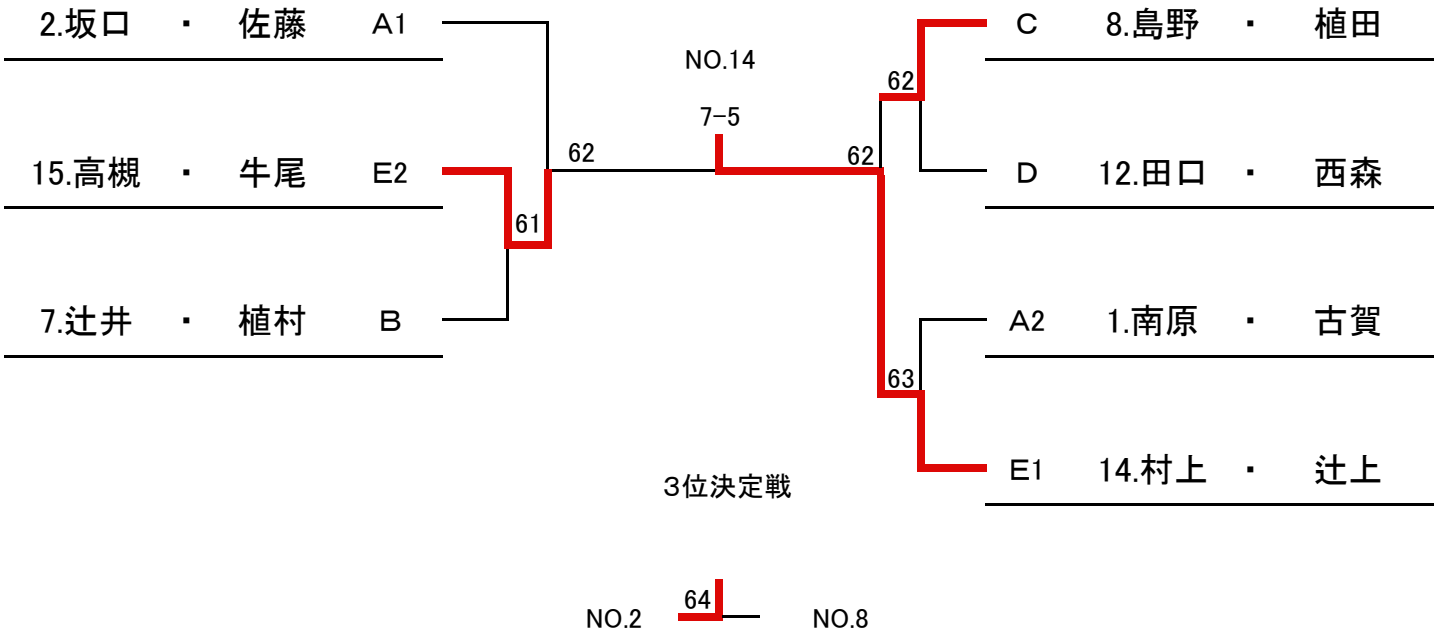 2.坂口 ・ 佐藤 A1
C 8.島野 ・ 植田
NO.14
62
7-5
62
62
15.高槻 ・ 牛尾 E2
D 12.田口 ・ 西森
61
7.辻井 ・ 植村 B
A2 1.南原 ・ 古賀
63
E1 14.村上 ・ 辻上
3位決定戦
64
NO.2
NO.8